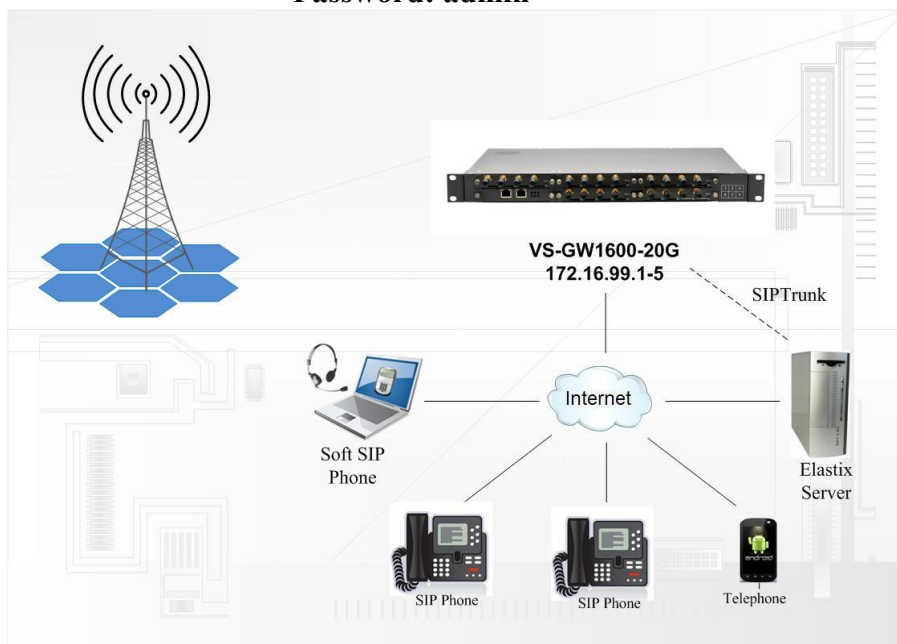 Password: admin
VS-GW1600-20G
172.16.99.1-5
SIPTrunk
Internet
Soft SIP
Phone
Elastix
Server
SIP Phone
SIP Phone
android
Telephone